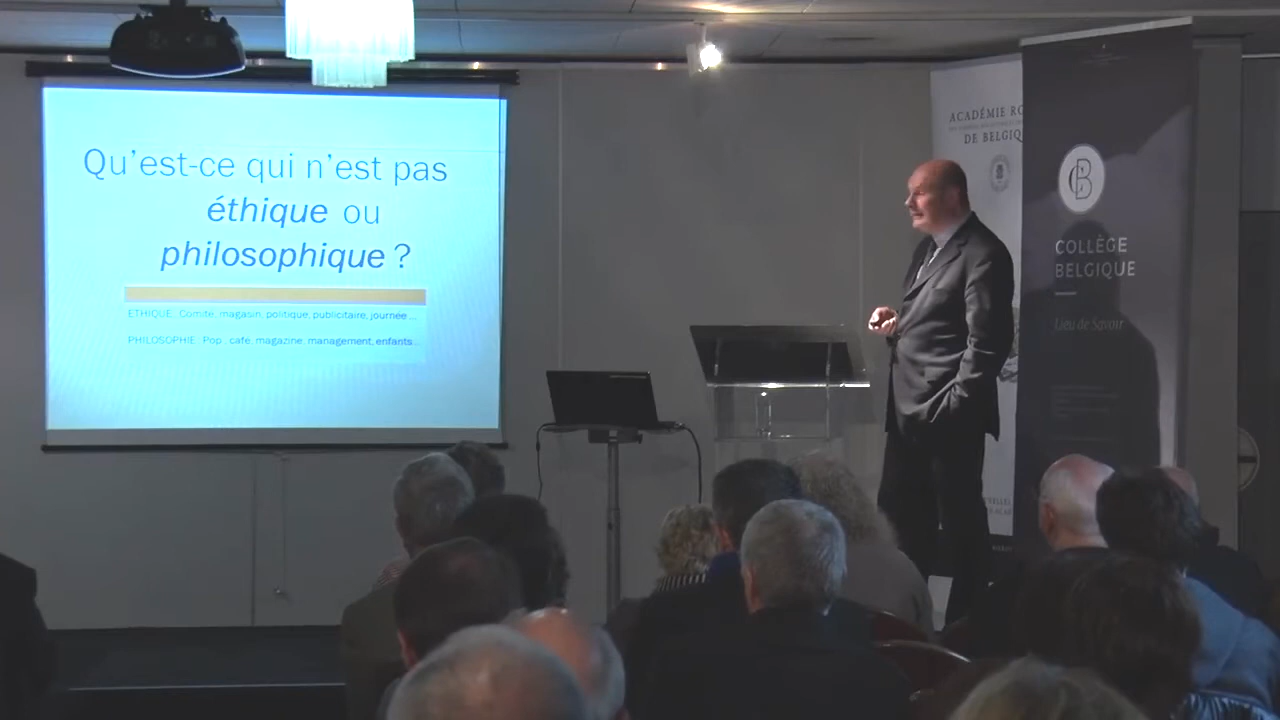 Qu'est-ce qui n'est pas
éthique ou
philosophique ?
ETHIQUE: Comité, magasin, politique, publicitaire, journée...
PHILOSOPHIE: Pop', café, magazine, management, enfants...
ACADÉMIE RO
DE BELGIQU
CB
COLLÈGE
BELGIQUE
Lieu de Savoir